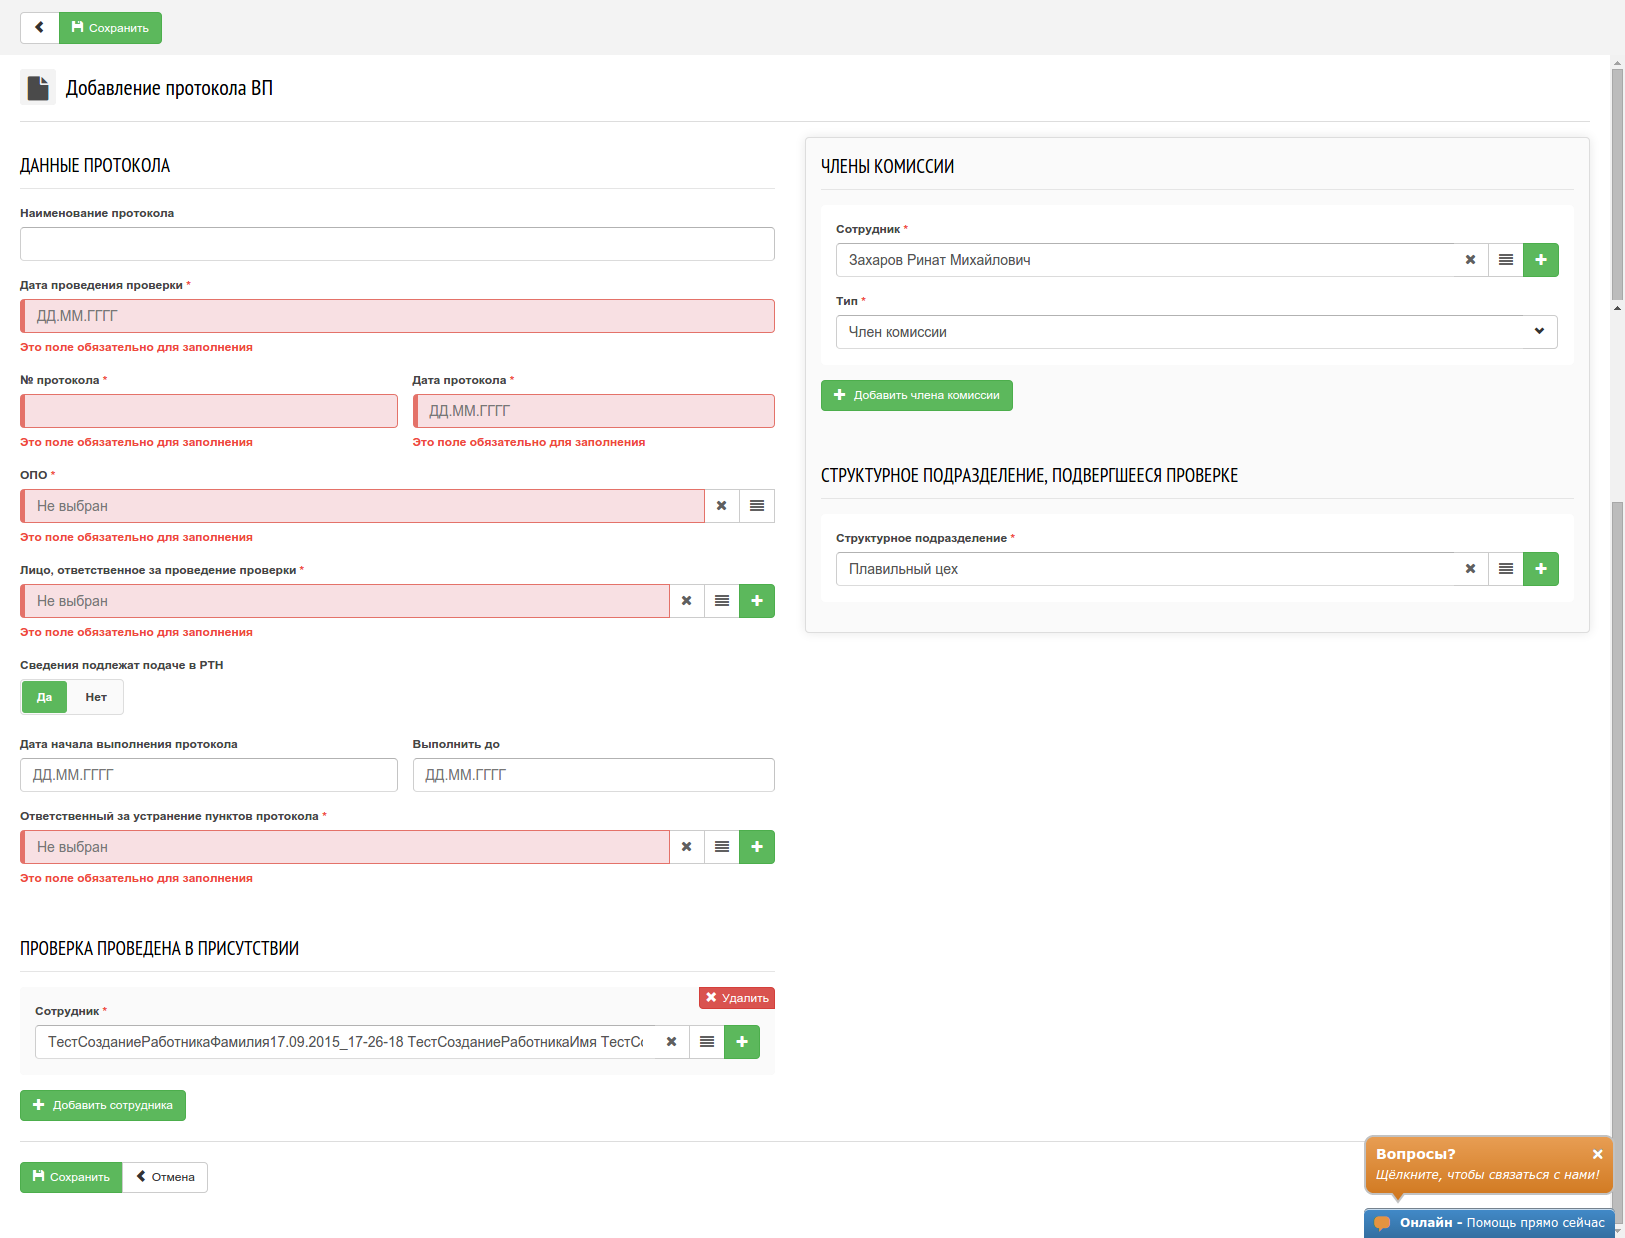 Сохранить
Добавление протокола ВП
ДАННЫЕ ПРОТОКОЛА
Наименование протокола
Дата проведения проверки *
ДД.ММ.ГГГГ
Это поле обязательно для заполнения
№ протокола *
Дата протокола *
ДД.ММ.ГГГГ
Это поле обязательно для заполнения
Это поле обязательно для заполнения
ОПО *
Не выбран
Это поле обязательно для заполнения
Лицо, ответственное за проведение проверки *
Не выбран
Это поле обязательно для заполнения
Сведения подлежат подаче в РТН
Да Нет
Дата начала выполнения протокола
Выполнить до
ДД.ММ.ГГГГ
ДД.ММ.ГГГГ
Ответственный за устранение пунктов протокола *
Не выбран
Это поле обязательно для заполнения
ПРОВЕРКА ПРОВЕДЕНА В ПРИСУТСТВИИ
Удалить
Сотрудник *
ТестСозданиеРаботникаФамилия17.09.2015_17-26-18 ТестСозданиеРаботникаИмя ТестСо
Добавить сотрудника
Сохранить
Отмена
ЧЛЕНЫ КОМИССИИ
Сотрудник *
Захаров Ринат Михайлович
Тип *
Член комиссии
Добавить члена комиссии
СТРУКТУРНОЕ ПОДРАЗДЕЛЕНИЕ, ПОДВЕРГШЕЕСЯ ПРОВЕРКЕ
Структурное подразделение *
Плавильный цех
Вопросы?
Щёлкните, чтобы связаться с нами!
Онлайн - Помощь прямо сейчас